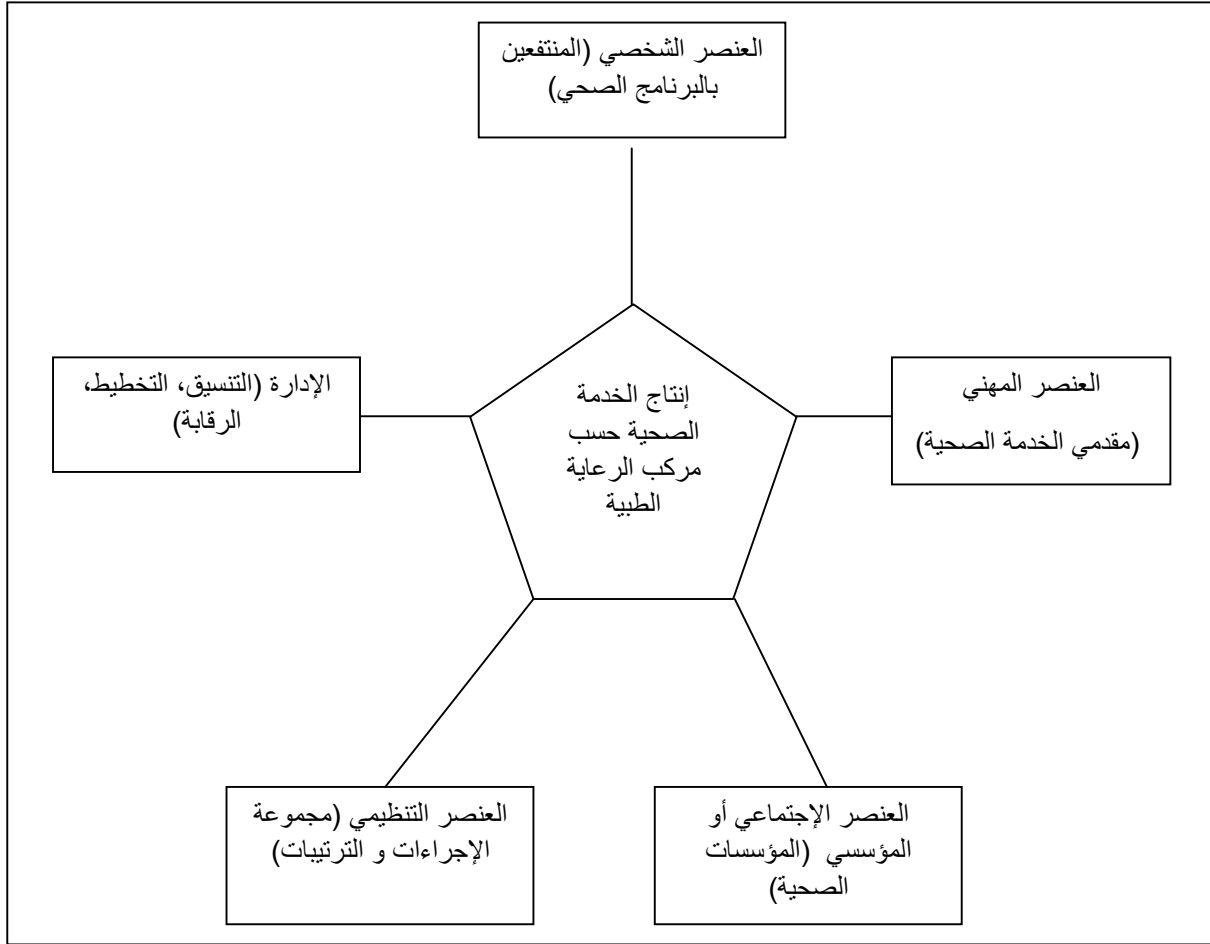 العنصر الشخصي (المنتفعين
بالبرنامج الصحي)
العنصر المهني
(مقدمي الخدمة الصحية)
الإدارة (التنسيق، التخطيط،
الرقابة)
إنتاج الخدمة
الصحية حسب
مركب الرعاية
الطبية
العنصر الإجتماعي أو
المؤسسي (المؤسسات
الصحية)
العنصر التنظيمي (مجموعة
الإجراءات و الترتيبات)